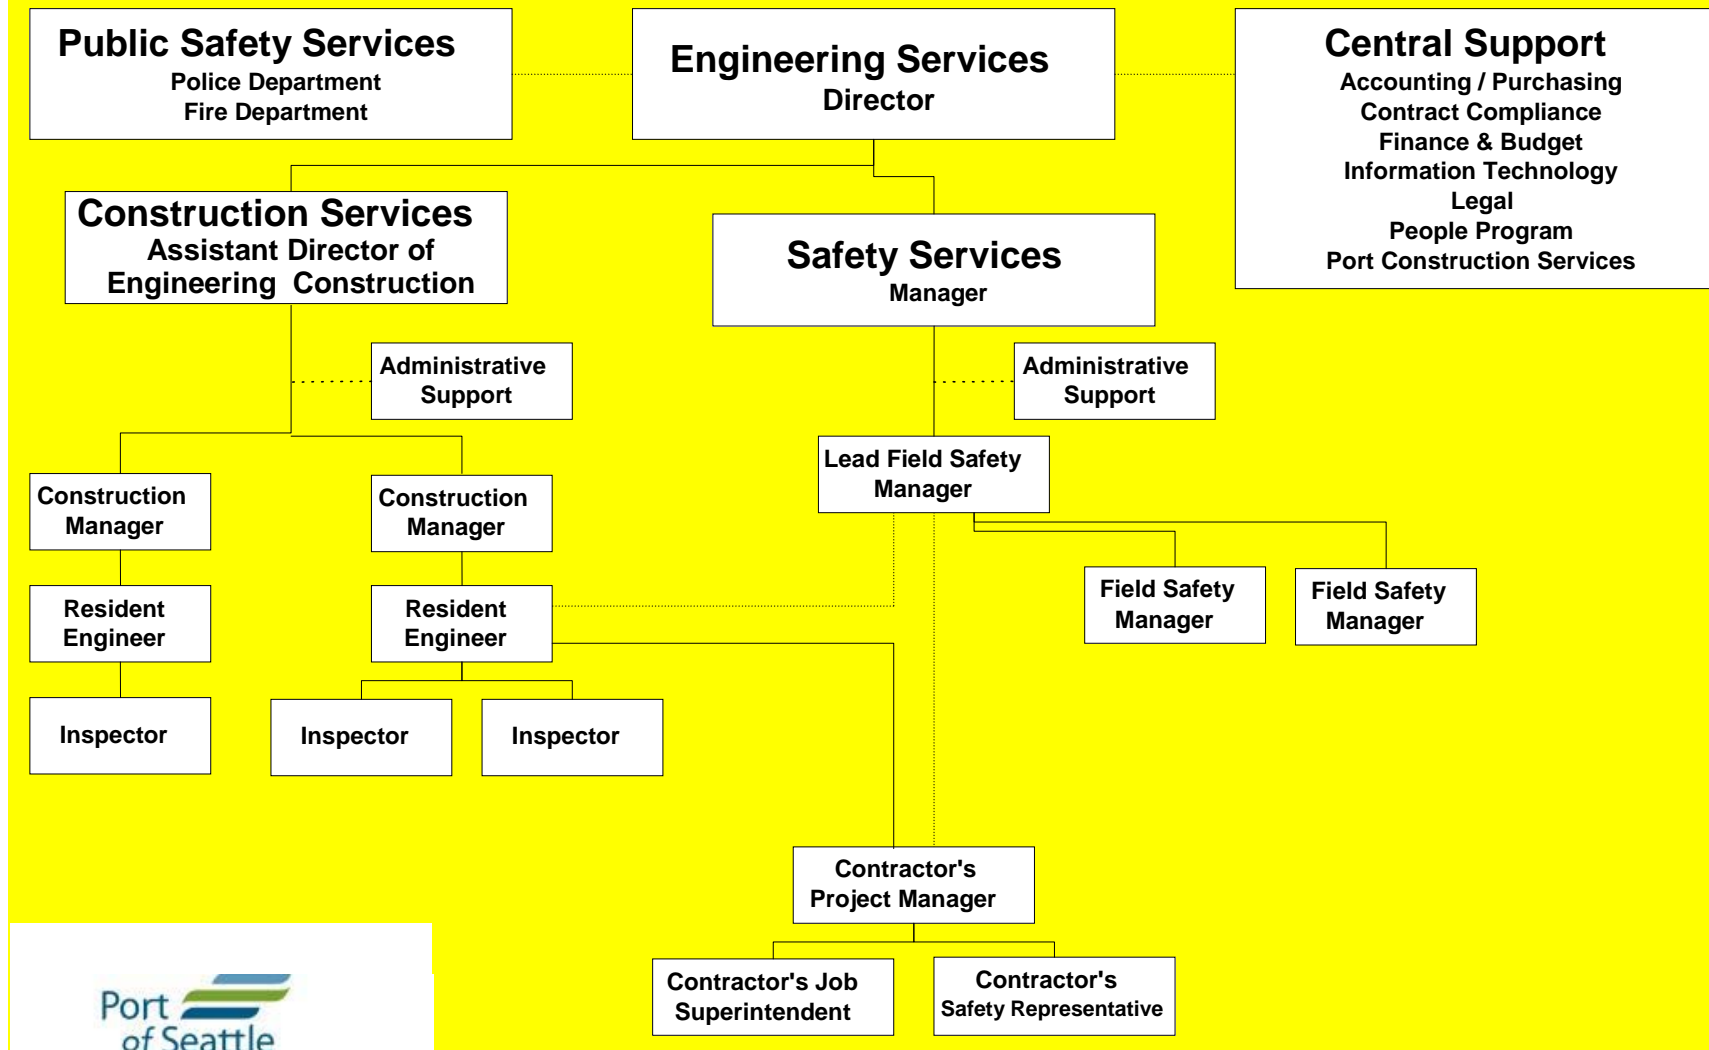 Public Safety Services
Police Department
Fire Department
Engineering Services
Director
Central Support
Accounting / Purchasing
Contract Compliance
Finance & Budget
Information Technology
Legal
People Program
Port Construction Services
Construction Services
Assistant Director of
Engineering Construction
Safety Services
Manager
Administrative
Support
Administrative
Support
Lead Field Safety
Manager
Construction
Manager
Construction
Manager
Field Safety
Manager
Field Safety
Manager
Resident
Engineer
Resident
Engineer
Inspector
Inspector
Inspector
Contractor's
Project Manager
Contractor's Job
Superintendent
Contractor's
Safety Representative
Port
of Seattle